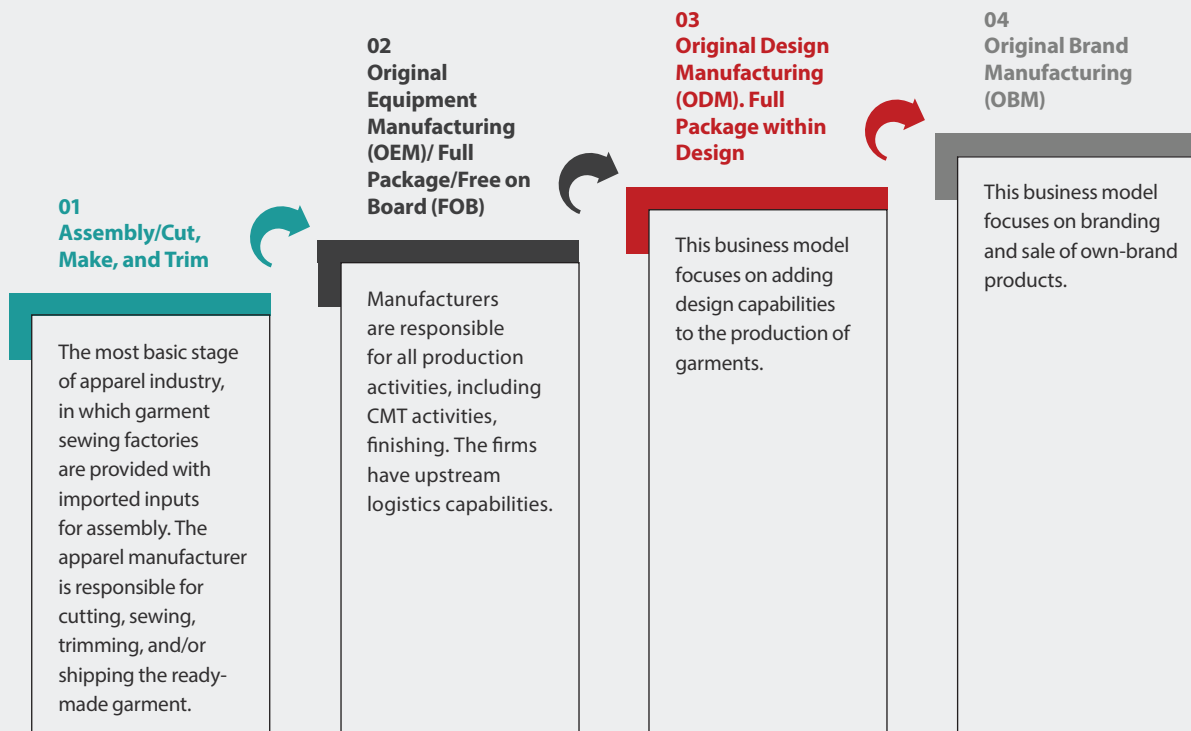 01
Assembly/Cut,
Make, and Trim
The most basic stage
of apparel industry,
in which garment
sewing factories
are provided with
imported inputs
for assembly. The
apparel manufacturer
is responsible for
cutting, sewing,
trimming, and/or
shipping the ready-
made garment.
02
Original
Equipment
Manufacturing
(OEM)/ Full
Package/Free on
Board (FOB)
Manufacturers
are responsible
for all production
activities, including
CMT activities,
finishing. The firms
have upstream
logistics capabilities.
03
Original Design
Manufacturing
(ODM). Full
Package within
Design
This business model
focuses on adding
design capabilities
to the production of
garments.
04
Original Brand
Manufacturing
(OBM)
This business model
focuses on branding
and sale of own-brand
products.